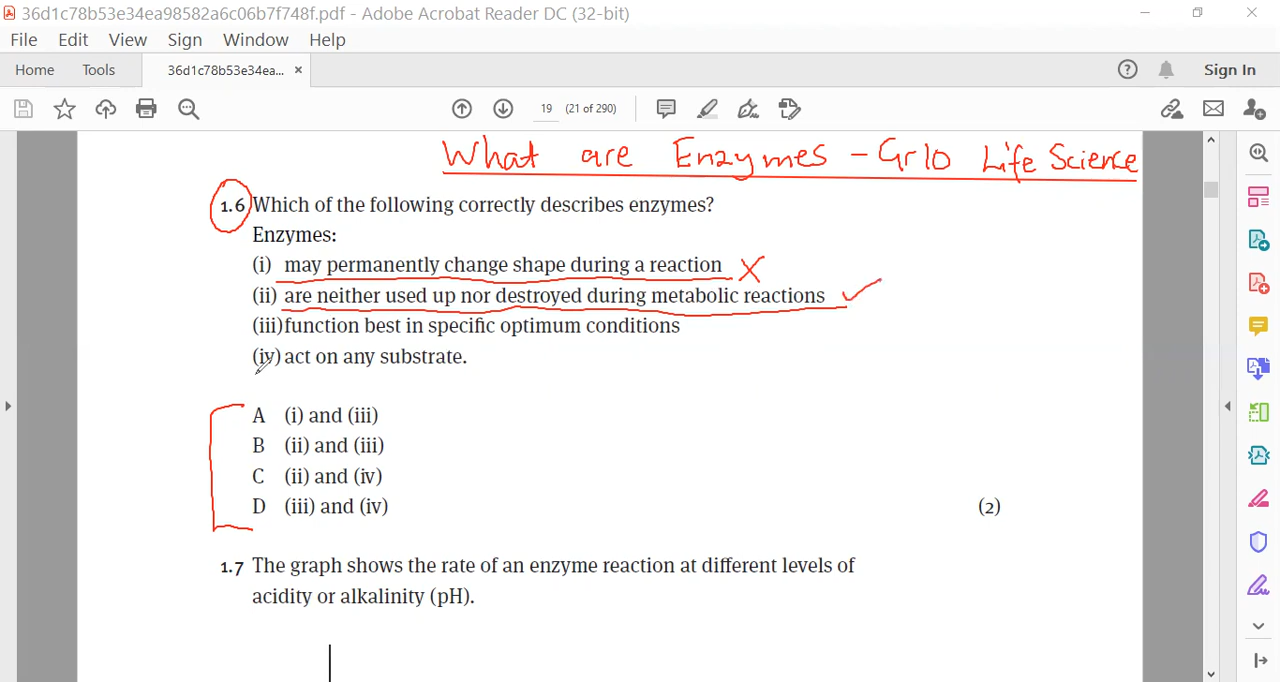 36d1c78b53e34ea98582a6c06b7f748f.pdf - Adobe Acrobat Reader DC (32-bit)
File Edit View Sign Window Help
Home Tools 36d1c78b53e34ea... × Sign In
19 (21 of 290)
What are Enzymes - Gr10 Life Science
1.6 Which of the following correctly describes enzymes?
Enzymes:
(i) may permanently change shape during a reaction
(ii) are neither used up nor destroyed during metabolic reactions
(iii) function best in specific optimum conditions
(iv) act on any substrate.
A (i) and (iii)
B (ii) and (iii)
C (ii) and (iv)
D (iii) and (iv) (2)
1.7 The graph shows the rate of an enzyme reaction at different levels of
acidity or alkalinity (pH).